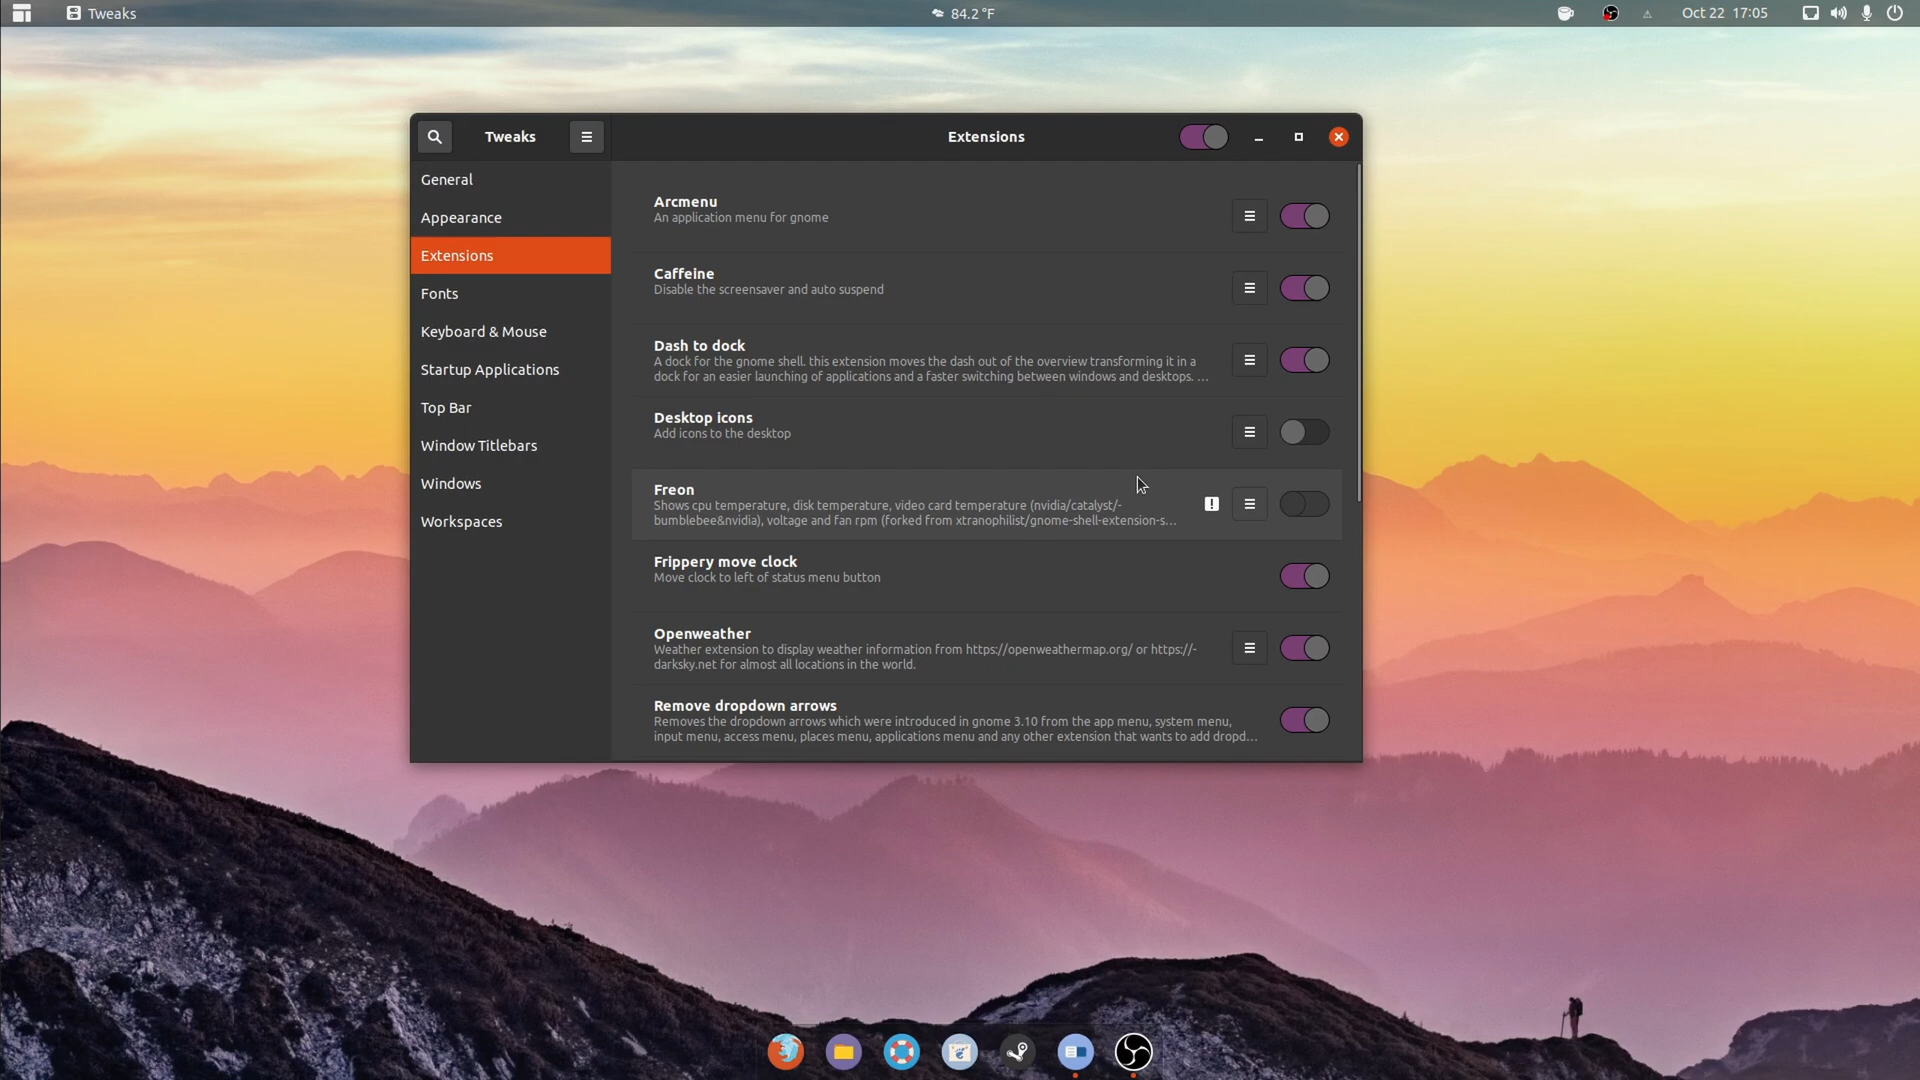 Tweaks
84.2 °F
Oct 22 17:05
Tweaks
Extensions
General
Appearance
Extensions
Fonts
Keyboard & Mouse
Startup Applications
Top Bar
Window Titlebars
Windows
Workspaces
Arcmenu
An application menu for gnome
Caffeine
Disable the screensaver and auto suspend
Dash to dock
A dock for the gnome shell. this extension moves the dash out of the overview transforming it in a
dock for an easier launching of applications and a faster switching between windows and desktops. ...
Desktop icons
Add icons to the desktop
Freon
Shows cpu temperature, disk temperature, video card temperature (nvidia/catalyst/-
bumblebee&nvidia), voltage and fan rpm (forked from xtranophilist/gnome-shell-extension-s...
Frippery move clock
Move clock to left of status menu button
Openweather
Weather extension to display weather information from https://openweathermap.org/ or https://-
darksky.net for almost all locations in the world.
Remove dropdown arrows
Removes the dropdown arrows which were introduced in gnome 3.10 from the app menu, system menu,
input menu, access menu, places menu, applications menu and any other extension that wants to add dropd...